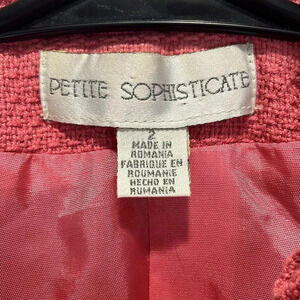 PETITE SOPHISTICATE
2
MADE IN
ROMANIA
FABRIQUE EN
ROUMANIE
HECHO EN
RUMANIA